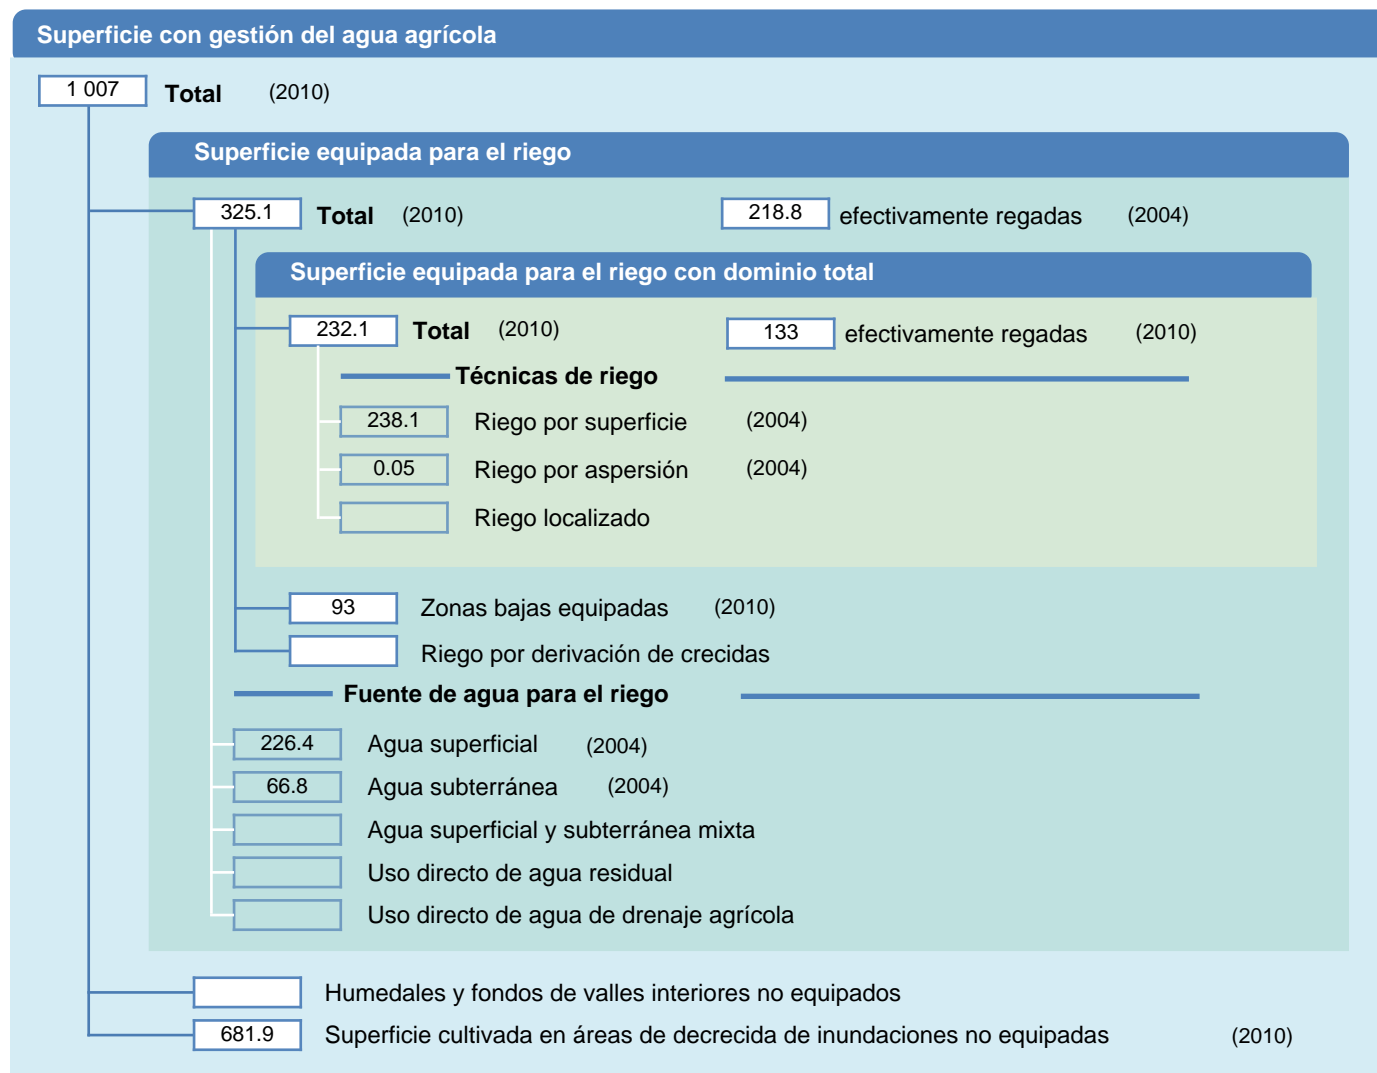 Superficie con gestión del agua agrícola
1 007 Total (2010)
Superficie equipada para el riego
325.1 Total (2010) 218.8 efectivamente regadas (2004)
Superficie equipada para el riego con dominio total
232.1 Total (2010) 133 efectivamente regadas (2010)
Técnicas de riego
238.1 Riego por superficie (2004)
0.05 Riego por aspersión (2004)
Riego localizado
93 Zonas bajas equipadas (2010)
Riego por derivación de crecidas
Fuente de agua para el riego
226.4 Agua superficial (2004)
66.8 Agua subterránea (2004)
Agua superficial y subterránea mixta
Uso directo de agua residual
Uso directo de agua de drenaje agrícola
Humedales y fondos de valles interiores no equipados
681.9 Superficie cultivada en áreas de decrecida de inundaciones no equipadas (2010)